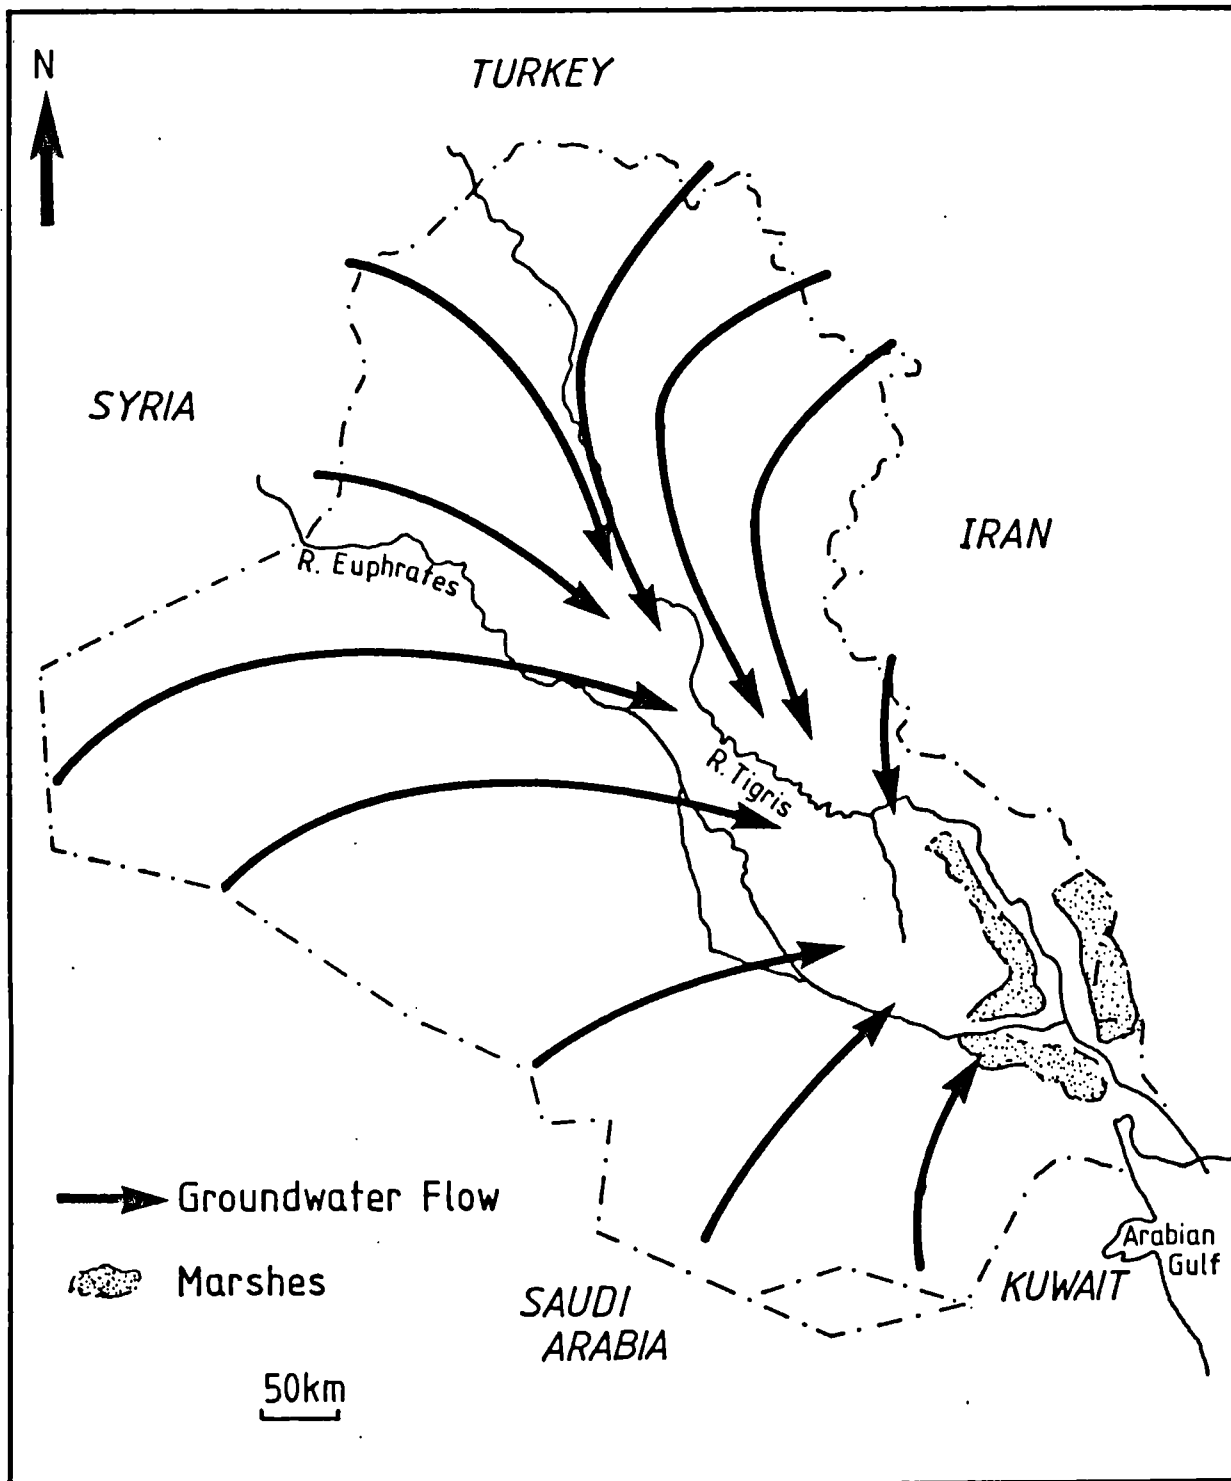 N
TURKEY
SYRIA
IRAN
R. Euphrates
R. Tigris
Groundwater Flow
Marshes
Arabian
Gulf
KUWAIT
SAUDI
ARABIA
50km